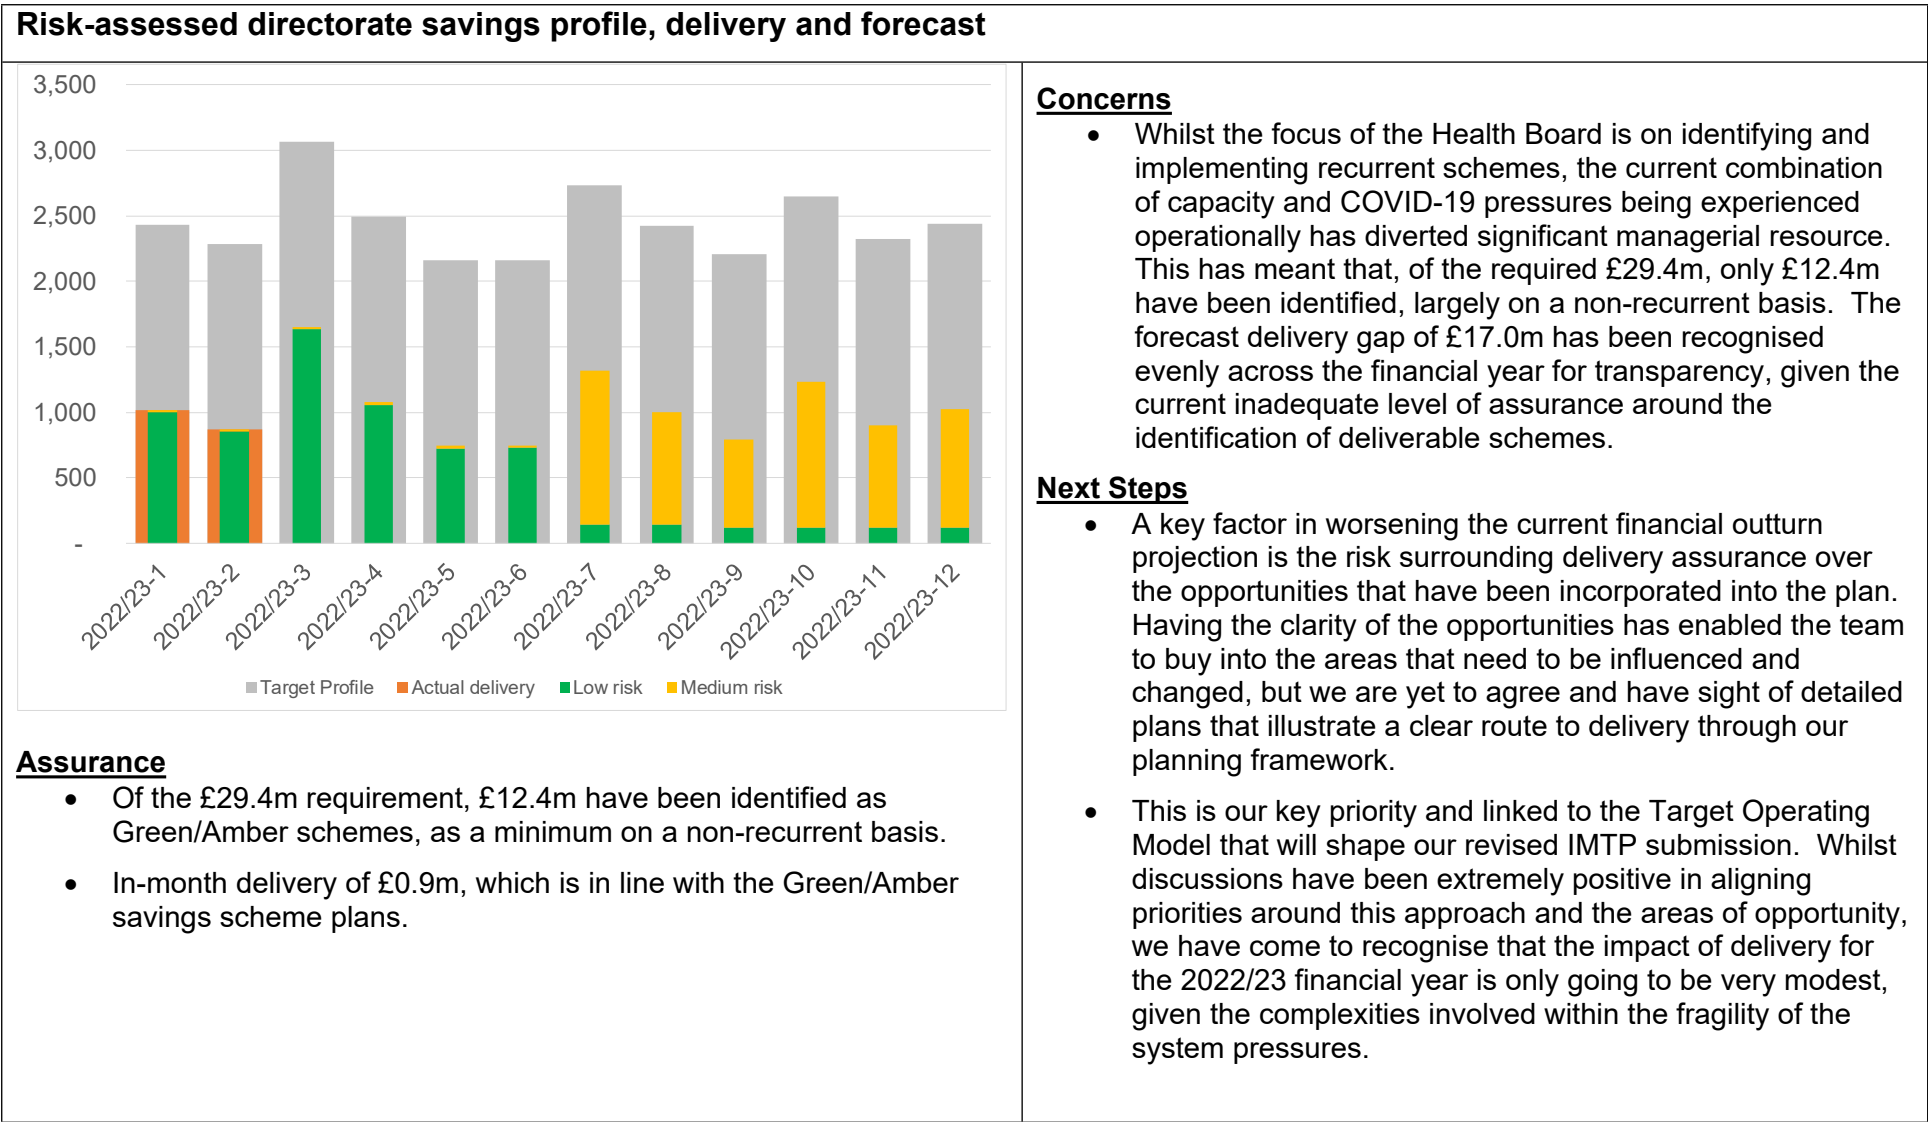 Risk-assessed directorate savings profile, delivery and forecast
3,500
3,000
2,500
2,000
1,500
1,000
500
-
2022/23-1
2022/23-2
2022/23-3
2022/23-4
2022/23-5
2022/23-6
2022/23-7
2022/23-8
2022/23-9
2022/23-10
2022/23-11
2022/23-12
Target Profile Actual delivery Low risk Medium risk
Assurance
• Of the £29.4m requirement, £12.4m have been identified as
Green/Amber schemes, as a minimum on a non-recurrent basis.
• In-month delivery of £0.9m, which is in line with the Green/Amber
savings scheme plans.
Concerns
• Whilst the focus of the Health Board is on identifying and
implementing recurrent schemes, the current combination
of capacity and COVID-19 pressures being experienced
operationally has diverted significant managerial resource.
This has meant that, of the required £29.4m, only £12.4m
have been identified, largely on a non-recurrent basis.  The
forecast delivery gap of £17.0m has been recognised
evenly across the financial year for transparency, given the
current inadequate level of assurance around the
identification of deliverable schemes.
Next Steps
• A key factor in worsening the current financial outturn
projection is the risk surrounding delivery assurance over
the opportunities that have been incorporated into the plan.
Having the clarity of the opportunities has enabled the team
to buy into the areas that need to be influenced and
changed, but we are yet to agree and have sight of detailed
plans that illustrate a clear route to delivery through our
planning framework.
• This is our key priority and linked to the Target Operating
Model that will shape our revised IMTP submission.  Whilst
discussions have been extremely positive in aligning
priorities around this approach and the areas of opportunity,
we have come to recognise that the impact of delivery for
the 2022/23 financial year is only going to be very modest,
given the complexities involved within the fragility of the
system pressures.